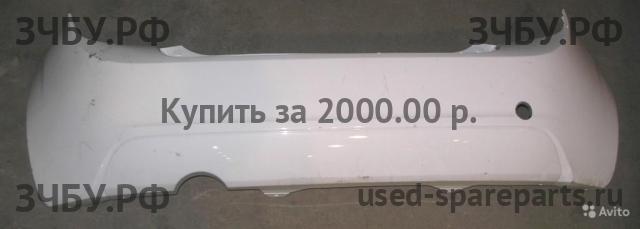 ЗЧБУ.РФ ЗЧБУ.РФ
Купить за 2000.00 р.
ЗЧБУ.РФ used-spareparts.ru
Avito